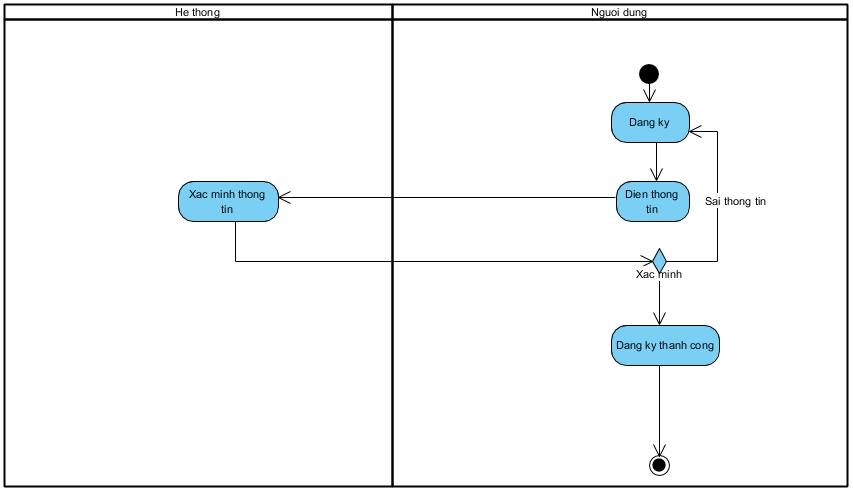 He thong
Nguoi dung
Dang ky
Xac minh thong
tin
Dien thong
tin
Sai thong tin
Xac minh
Dang ky thanh cong